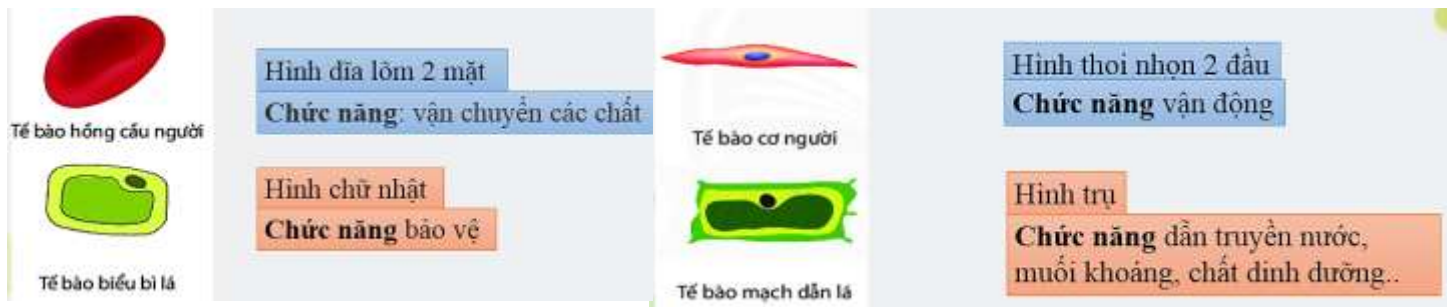 Hình dĩa lõm 2 mặt
Chức năng: vận chuyển các chất
Tế bào hồng cầu người
Hình chữ nhật
Chức năng bảo vệ
Tế bào biểu bì lá
Hình thoi nhọn 2 đầu
Chức năng vận động
Tế bào cơ người
Hình trụ
Chức năng dẫn truyền nước,
muối khoáng, chất dinh dưỡng..
Tế bào mạch dẫn lá